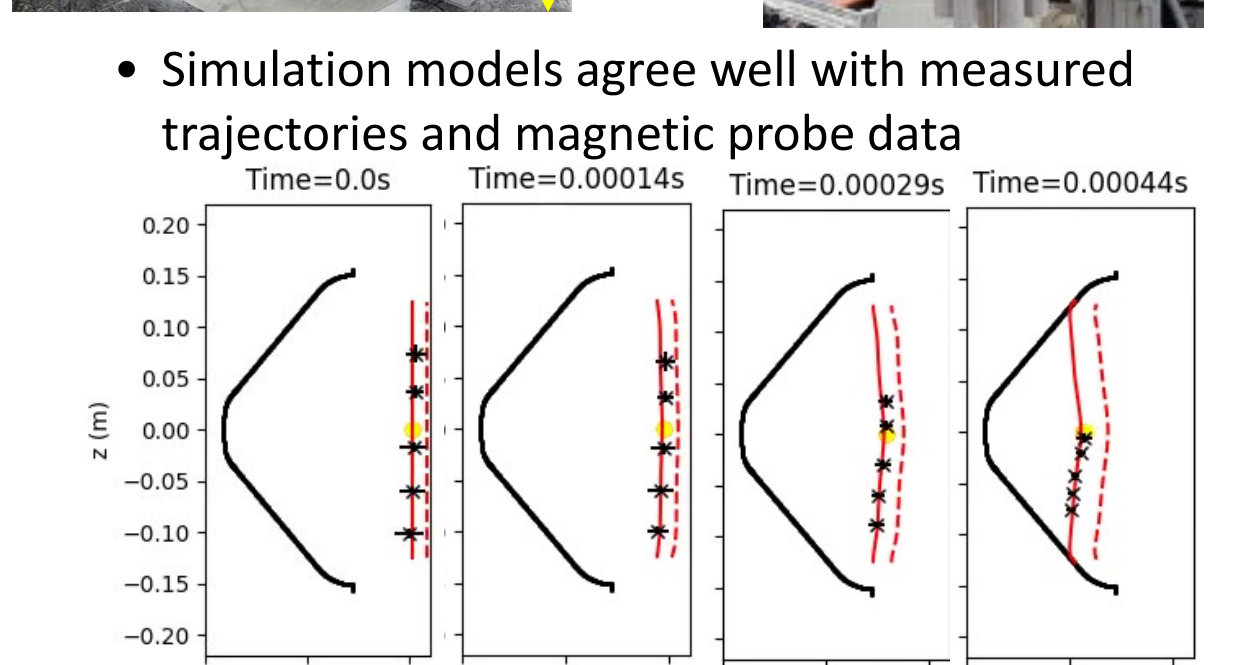 • Simulation models agree well with measured
trajectories and magnetic probe data
Time=0.0s
Time=0.00014s
Time=0.00029s
Time=0.00044s
z (m)
0.20
0.15
0.10
0.05
0.00
−0.05
−0.10
−0.15
−0.20